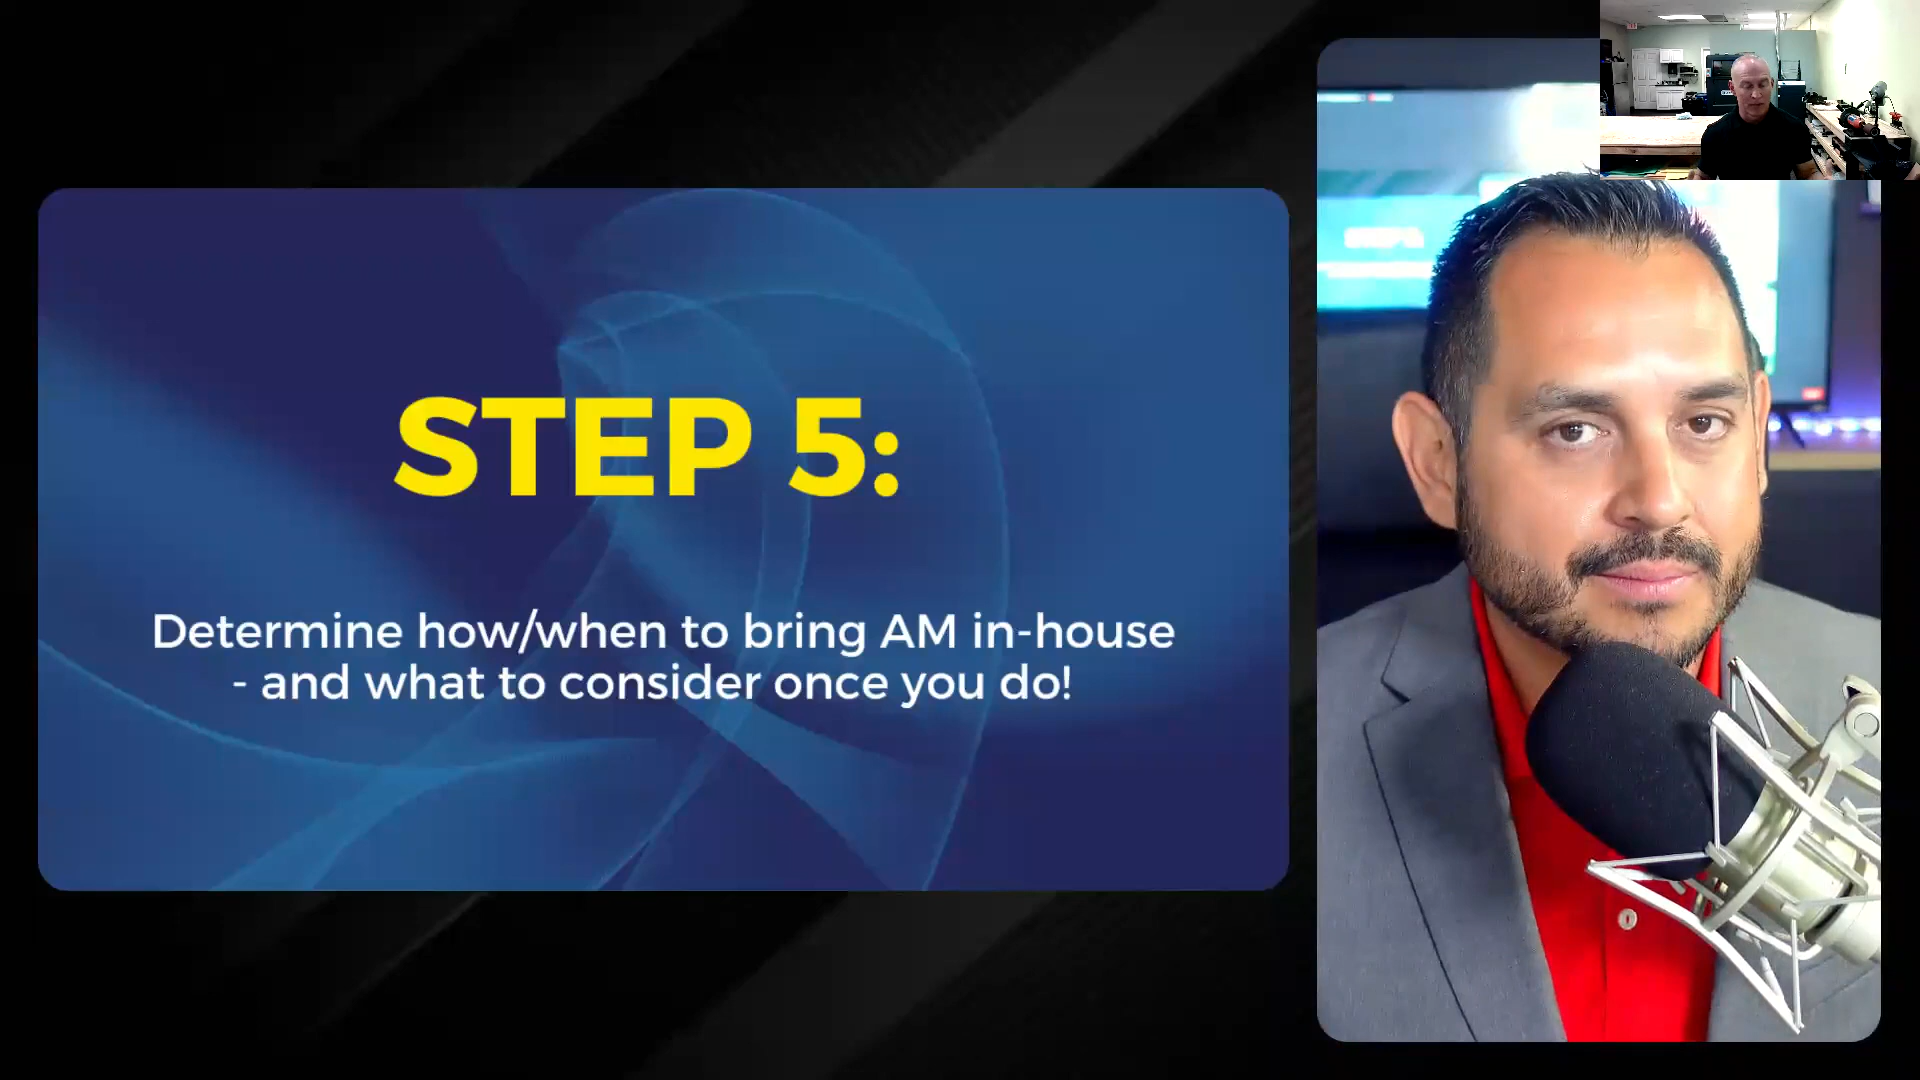 STEP 5:
Determine how/when to bring AM in-house
- and what to consider once you do!